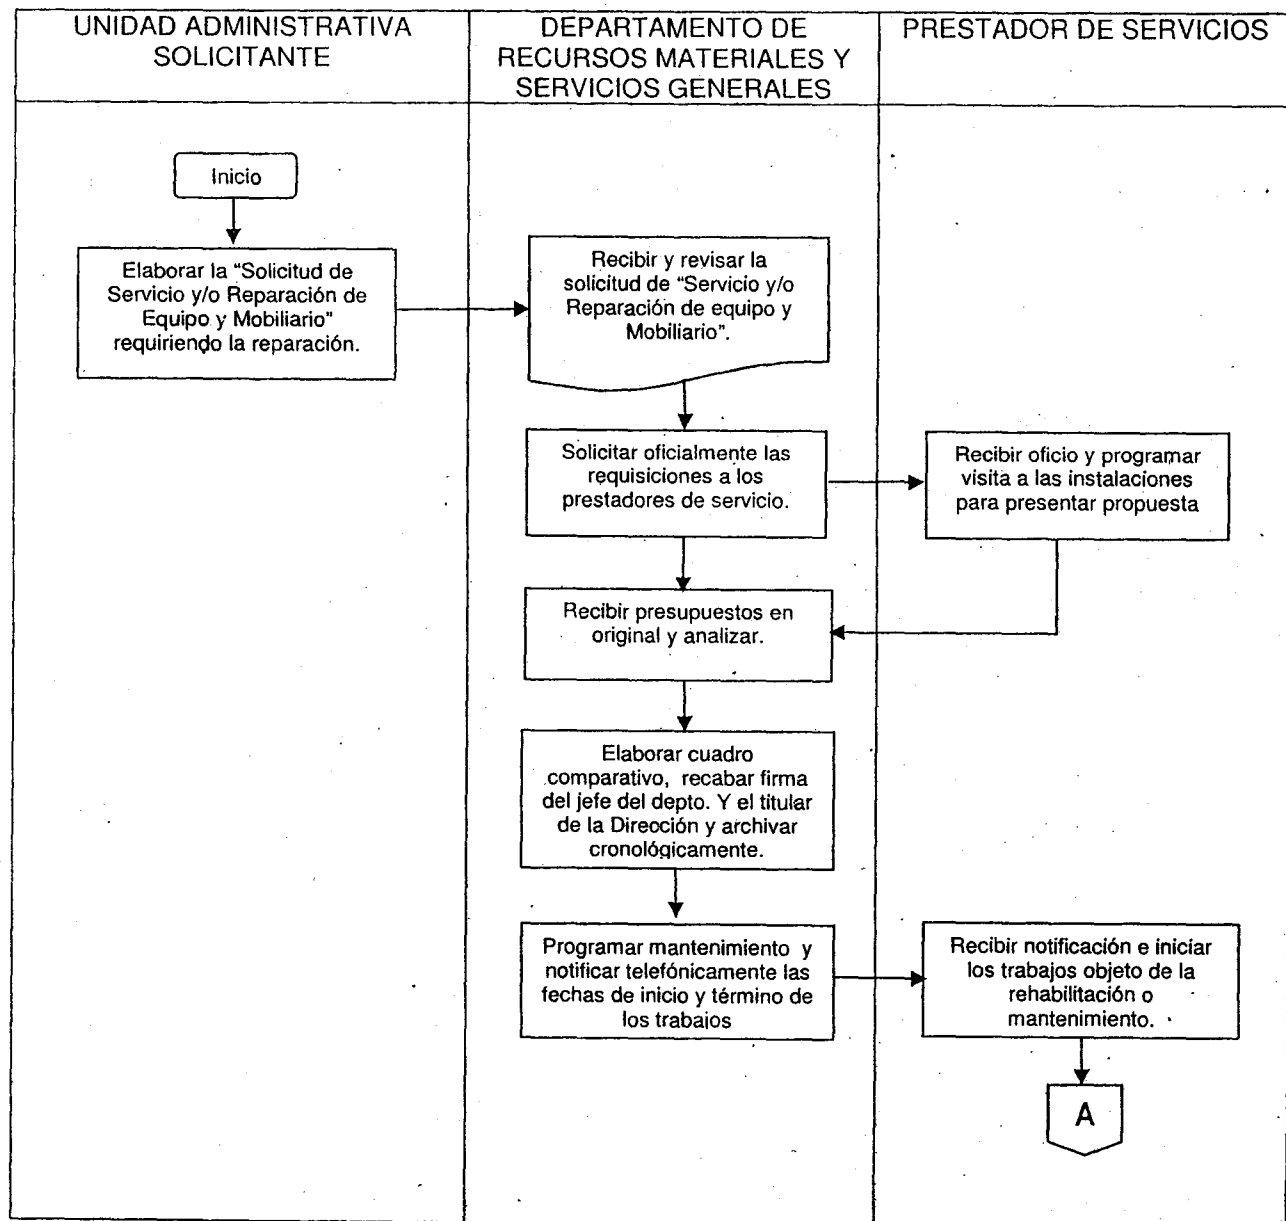 UNIDAD ADMINISTRATIVA
SOLICITANTE
DEPARTAMENTO DE
RECURSOS MATERIALES Y
SERVICIOS GENERALES
PRESTADOR DE SERVICIOS
Inicio
Elaborar la “Solicitud de
Servicio y/o Reparación de
Equipo y Mobiliario"
requiriendo la reparación.
Recibir y revisar la
solicitud de “Servicio y/o
Reparación de equipo y
Mobiliario”.
Solicitar oficialmente las
requisiciones a los
prestadores de servicio.
Recibir oficio y programar
visita a las instalaciones
para presentar propuesta
Recibir presupuestos en
original y analizar.
Elaborar cuadro
comparativo, recabar firma
del jefe del depto. Y el titular
de la Dirección y archivar
cronológicamente.
Programar mantenimiento y
notificar telefónicamente las
fechas de inicio y término de
los trabajos
Recibir notificación e iniciar
los trabajos objeto de la
rehabilitación o
mantenimiento.
A